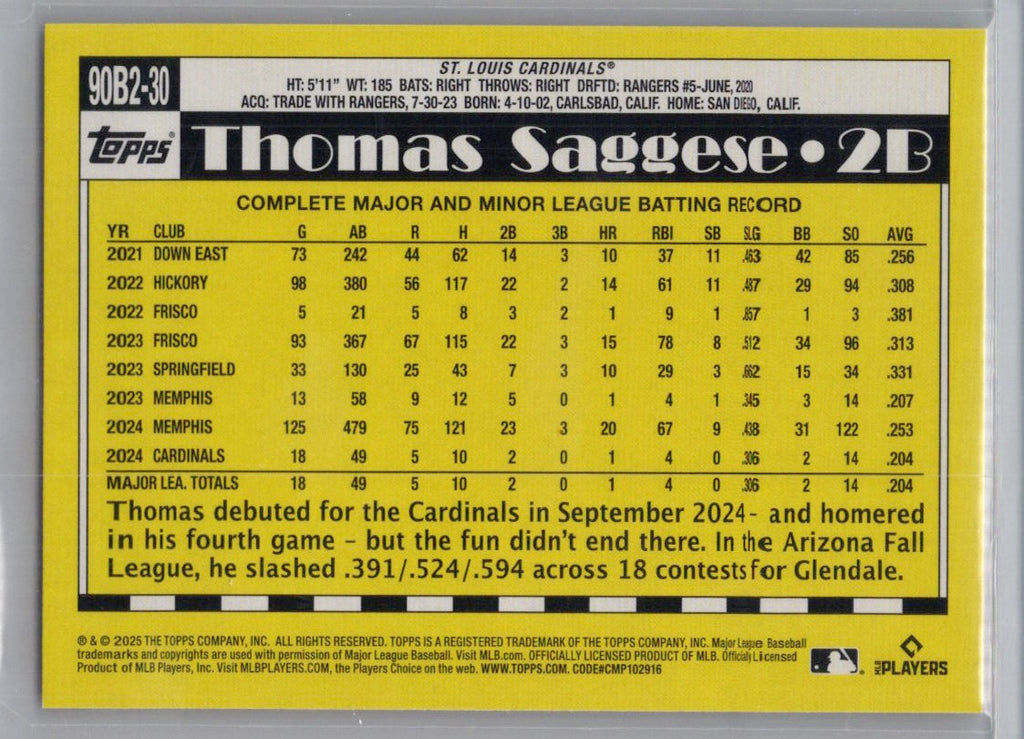 90B2-30
ST. LOUIS CARDINALS®
HT: 5'11" WT: 185 BATS: RIGHT THROWS: RIGHT DRFTD: RANGERS #5-JUNE, 2020
ACQ: TRADE WITH RANGERS, 7-30-23 BORN: 4-10-02, CARLSBAD, CALIF. HOME: SAN DIEGO, CALIF.
topps® Thomas Saggese • 2B
COMPLETE MAJOR AND MINOR LEAGUE BATTING RECORD
YR CLUB G AB R H 2B 3B HR RBI SB SLG BB SO AVG
2021 DOWN EAST 73 242 44 62 14 3 10 37 11 .463 42 85 .256
2022 HICKORY 98 380 56 117 22 2 14 61 11 .487 29 94 .308
2022 FRISCO 5 21 5 8 3 2 1 9 1 .857 1 3 .381
2023 FRISCO 93 367 67 115 22 3 15 78 8 .512 34 96 .313
2023 SPRINGFIELD 33 130 25 43 7 3 10 29 3 .662 15 34 .331
2023 MEMPHIS 13 58 9 12 5 0 1 4 1 .345 3 14 .207
2024 MEMPHIS 125 479 75 121 23 3 20 67 9 .438 31 122 .253
2024 CARDINALS 18 49 5 10 2 0 1 4 0 .306 2 14 .204
MAJOR LEA. TOTALS 18 49 5 10 2 0 1 4 0 .306 2 14 .204
Thomas debuted for the Cardinals in September 2024- and homered
in his fourth game – but the fun didn't end there. In the Arizona Fall
League, he slashed .391/.524/.594 across 18 contests for Glendale.
® & © 2025 THE TOPPS COMPANY, INC. ALL RIGHTS RESERVED. TOPPS IS A REGISTERED TRADEMARK OF THE TOPPS COMPANY, INC. Major League Baseball
trademarks and copyrights are used with permission of Major League Baseball. Visit MLB.com. OFFICIALLY LICENSED PRODUCT OF MLB. Officially Licensed
Product of MLB Players, Inc. Visit MLBPLAYERS.COM, the Players Choice on the web. WWW.TOPPS.COM. CODE#CMP102916
MLB PLAYERS